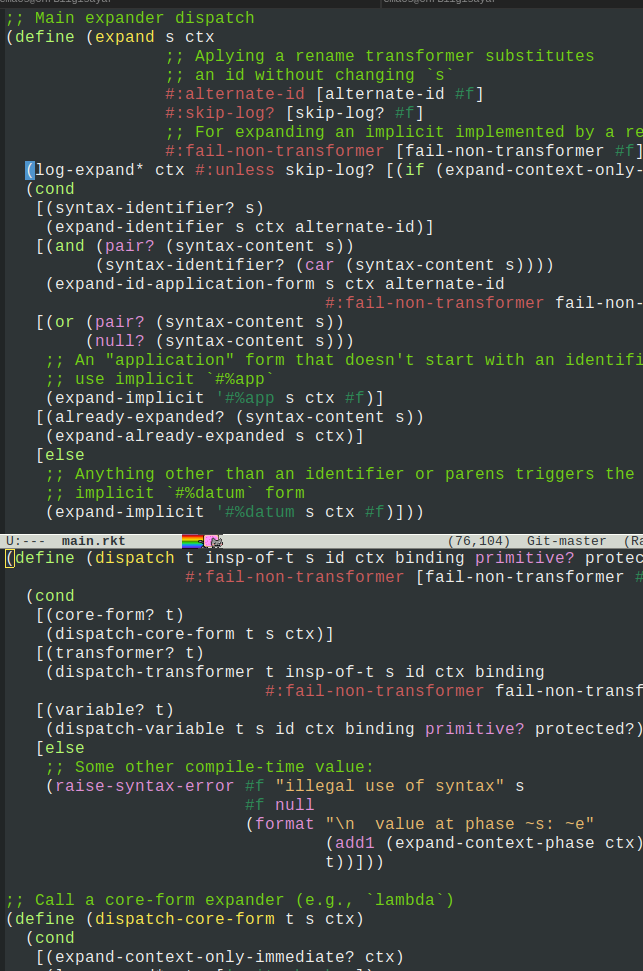 ;; Main expander dispatch
(define (expand s ctx
                ;; Aplying a rename transformer substitutes
                ;; an id without changing `s`
                #:alternate-id [alternate-id #f]
                #:skip-log? [skip-log? #f]
                ;; For expanding an implicit implemented by a re
                #:fail-non-transformer [fail-non-transformer #f]
  (log-expand* ctx #:unless skip-log? [(if (expand-context-only-
  (cond
   [(syntax-identifier? s)
    (expand-identifier s ctx alternate-id)]
   [(and (pair? (syntax-content s))
         (syntax-identifier? (car (syntax-content s))))
    (expand-id-application-form s ctx alternate-id
                                #:fail-non-transformer fail-non-
   [(or (pair? (syntax-content s))
        (null? (syntax-content s)))
    ;; An "application" form that doesn't start with an identifi
    ;; use implicit `#%app`
    (expand-implicit '#%app s ctx #f)]
   [(already-expanded? (syntax-content s))
    (expand-already-expanded s ctx)]
   [else
    ;; Anything other than an identifier or parens triggers the
    ;; implicit `#%datum` form
    (expand-implicit '#%datum s ctx #f)]))
U:--- main.rkt (76,104) Git-master (Ra
(define (dispatch t insp-of-t s id ctx binding primitive? protec
                  #:fail-non-transformer [fail-non-transformer #
  (cond
   [(core-form? t)
    (dispatch-core-form t s ctx)]
   [(transformer? t)
    (dispatch-transformer t insp-of-t s id ctx binding
                          #:fail-non-transformer fail-non-transf
   [(variable? t)
    (dispatch-variable t s id ctx binding primitive? protected?)
   [else
    ;; Some other compile-time value:
    (raise-syntax-error #f "illegal use of syntax" s
                        #f null
                        (format "\n  value at phase ~s: ~e"
                                (add1 (expand-context-phase ctx)
                                t))]))
;; Call a core-form expander (e.g., `lambda`)
(define (dispatch-core-form t s ctx)
  (cond
   [(expand-context-only-immediate? ctx)